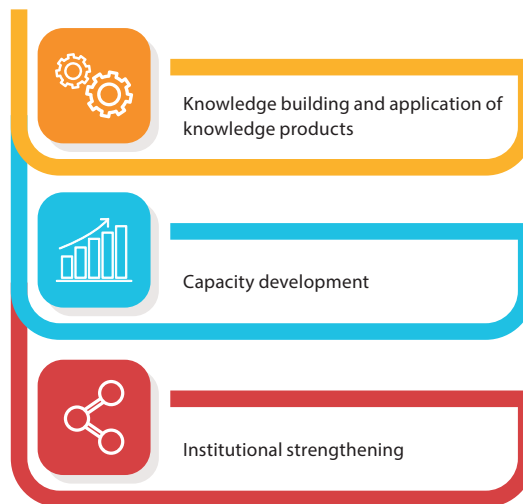 Knowledge building and application of
knowledge products
Capacity development
Institutional strengthening